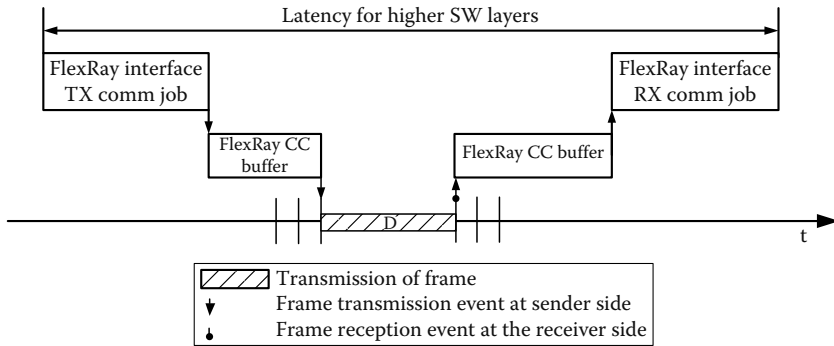 Latency for higher SW layers
FlexRay interface
TX comm job
FlexRay interface
RX comm job
FlexRay CC
buffer
FlexRay CC buffer
D
t
Transmission of frame
Frame transmission event at sender side
Frame reception event at the receiver side